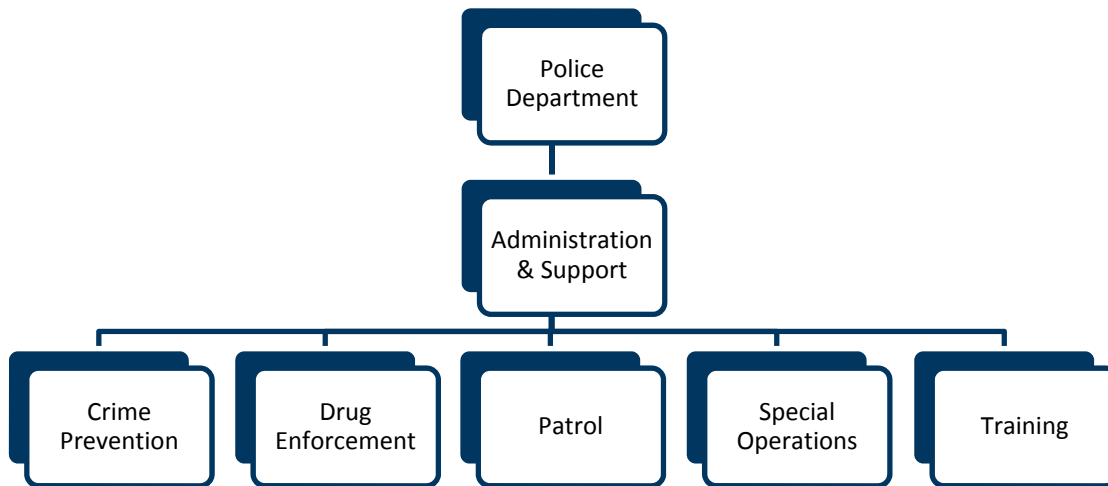 Police
Department
Administration
& Support
Crime
Prevention
Drug
Enforcement
Patrol
Special
Operations
Training